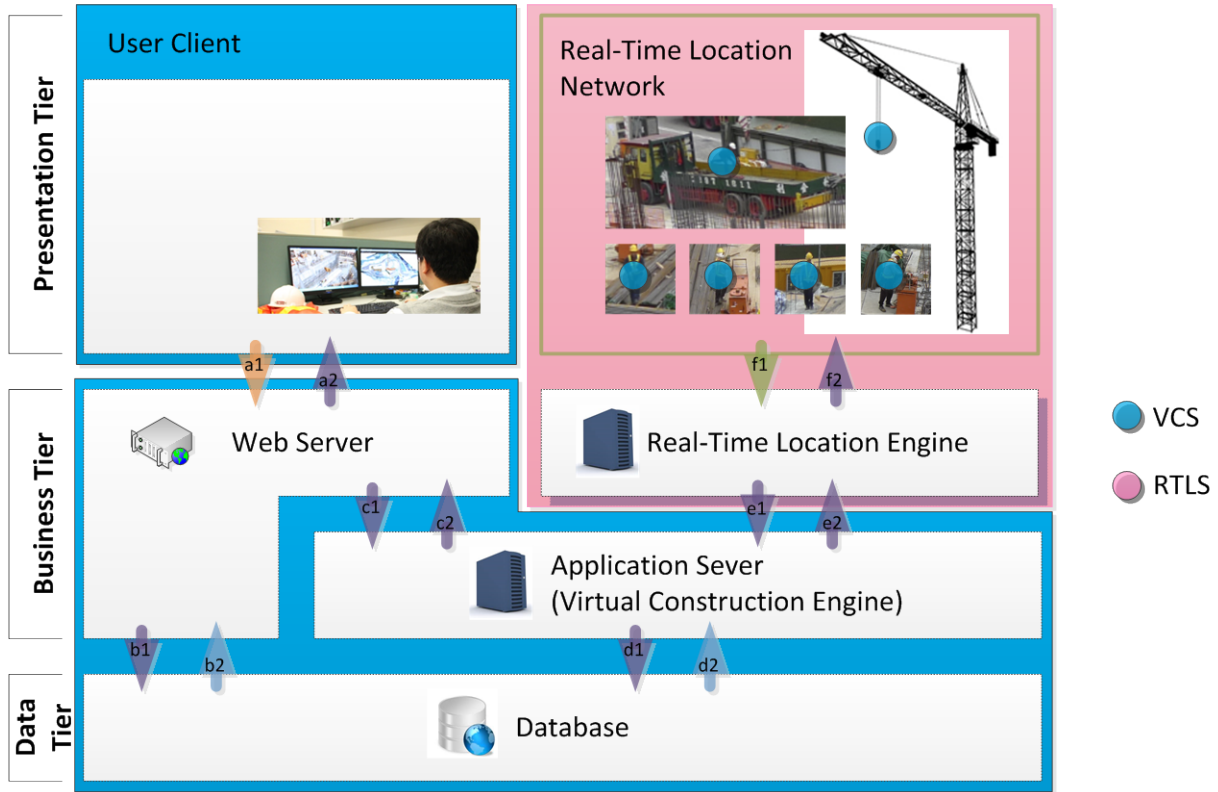 Presentation Tier
User Client
Real-Time Location
Network
a1
a2
f1
f2
Business Tier
Web Server
Real-Time Location Engine
VCS
RTLS
c1
c2
e1
e2
Application Sever
(Virtual Construction Engine)
b1
b2
d1
d2
Data
Tier
Database